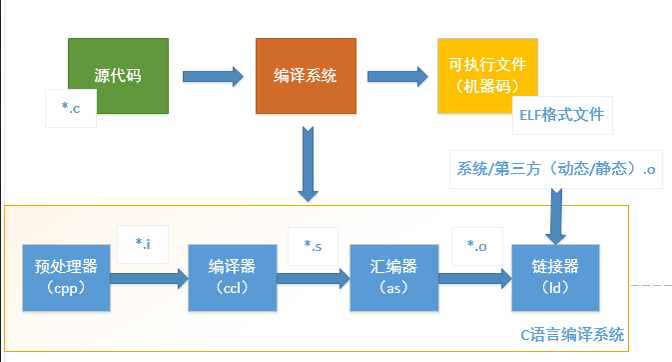 源代码
*.c
编译系统
可执行文件
（机器码）
ELF格式文件
系统/第三方（动态/静态）.o
预处理器
（cpp）
*.i
编译器
（ccl）
*.s
汇编器
（as）
*.o
链接器
（ld）
C语言编译系统